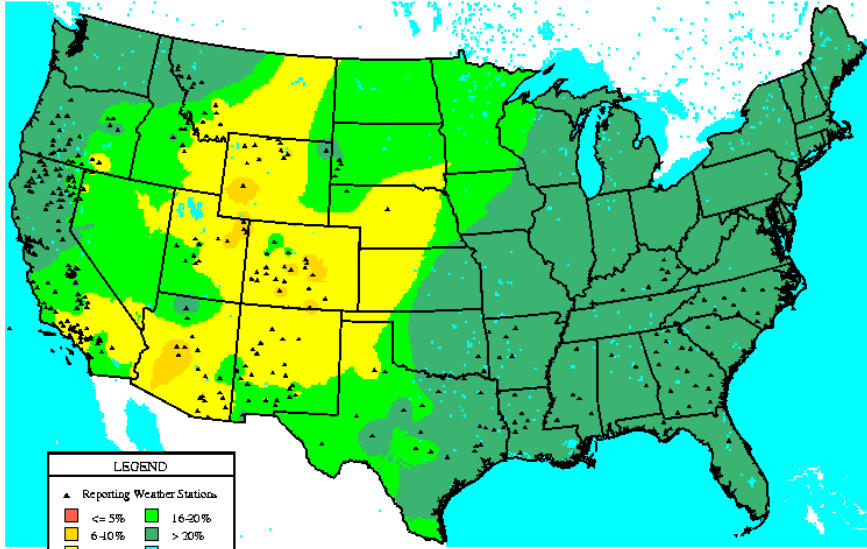 LEGEND
▲ Reporting Weather Stations
<= 5% 16-20%
6-10% > 20%